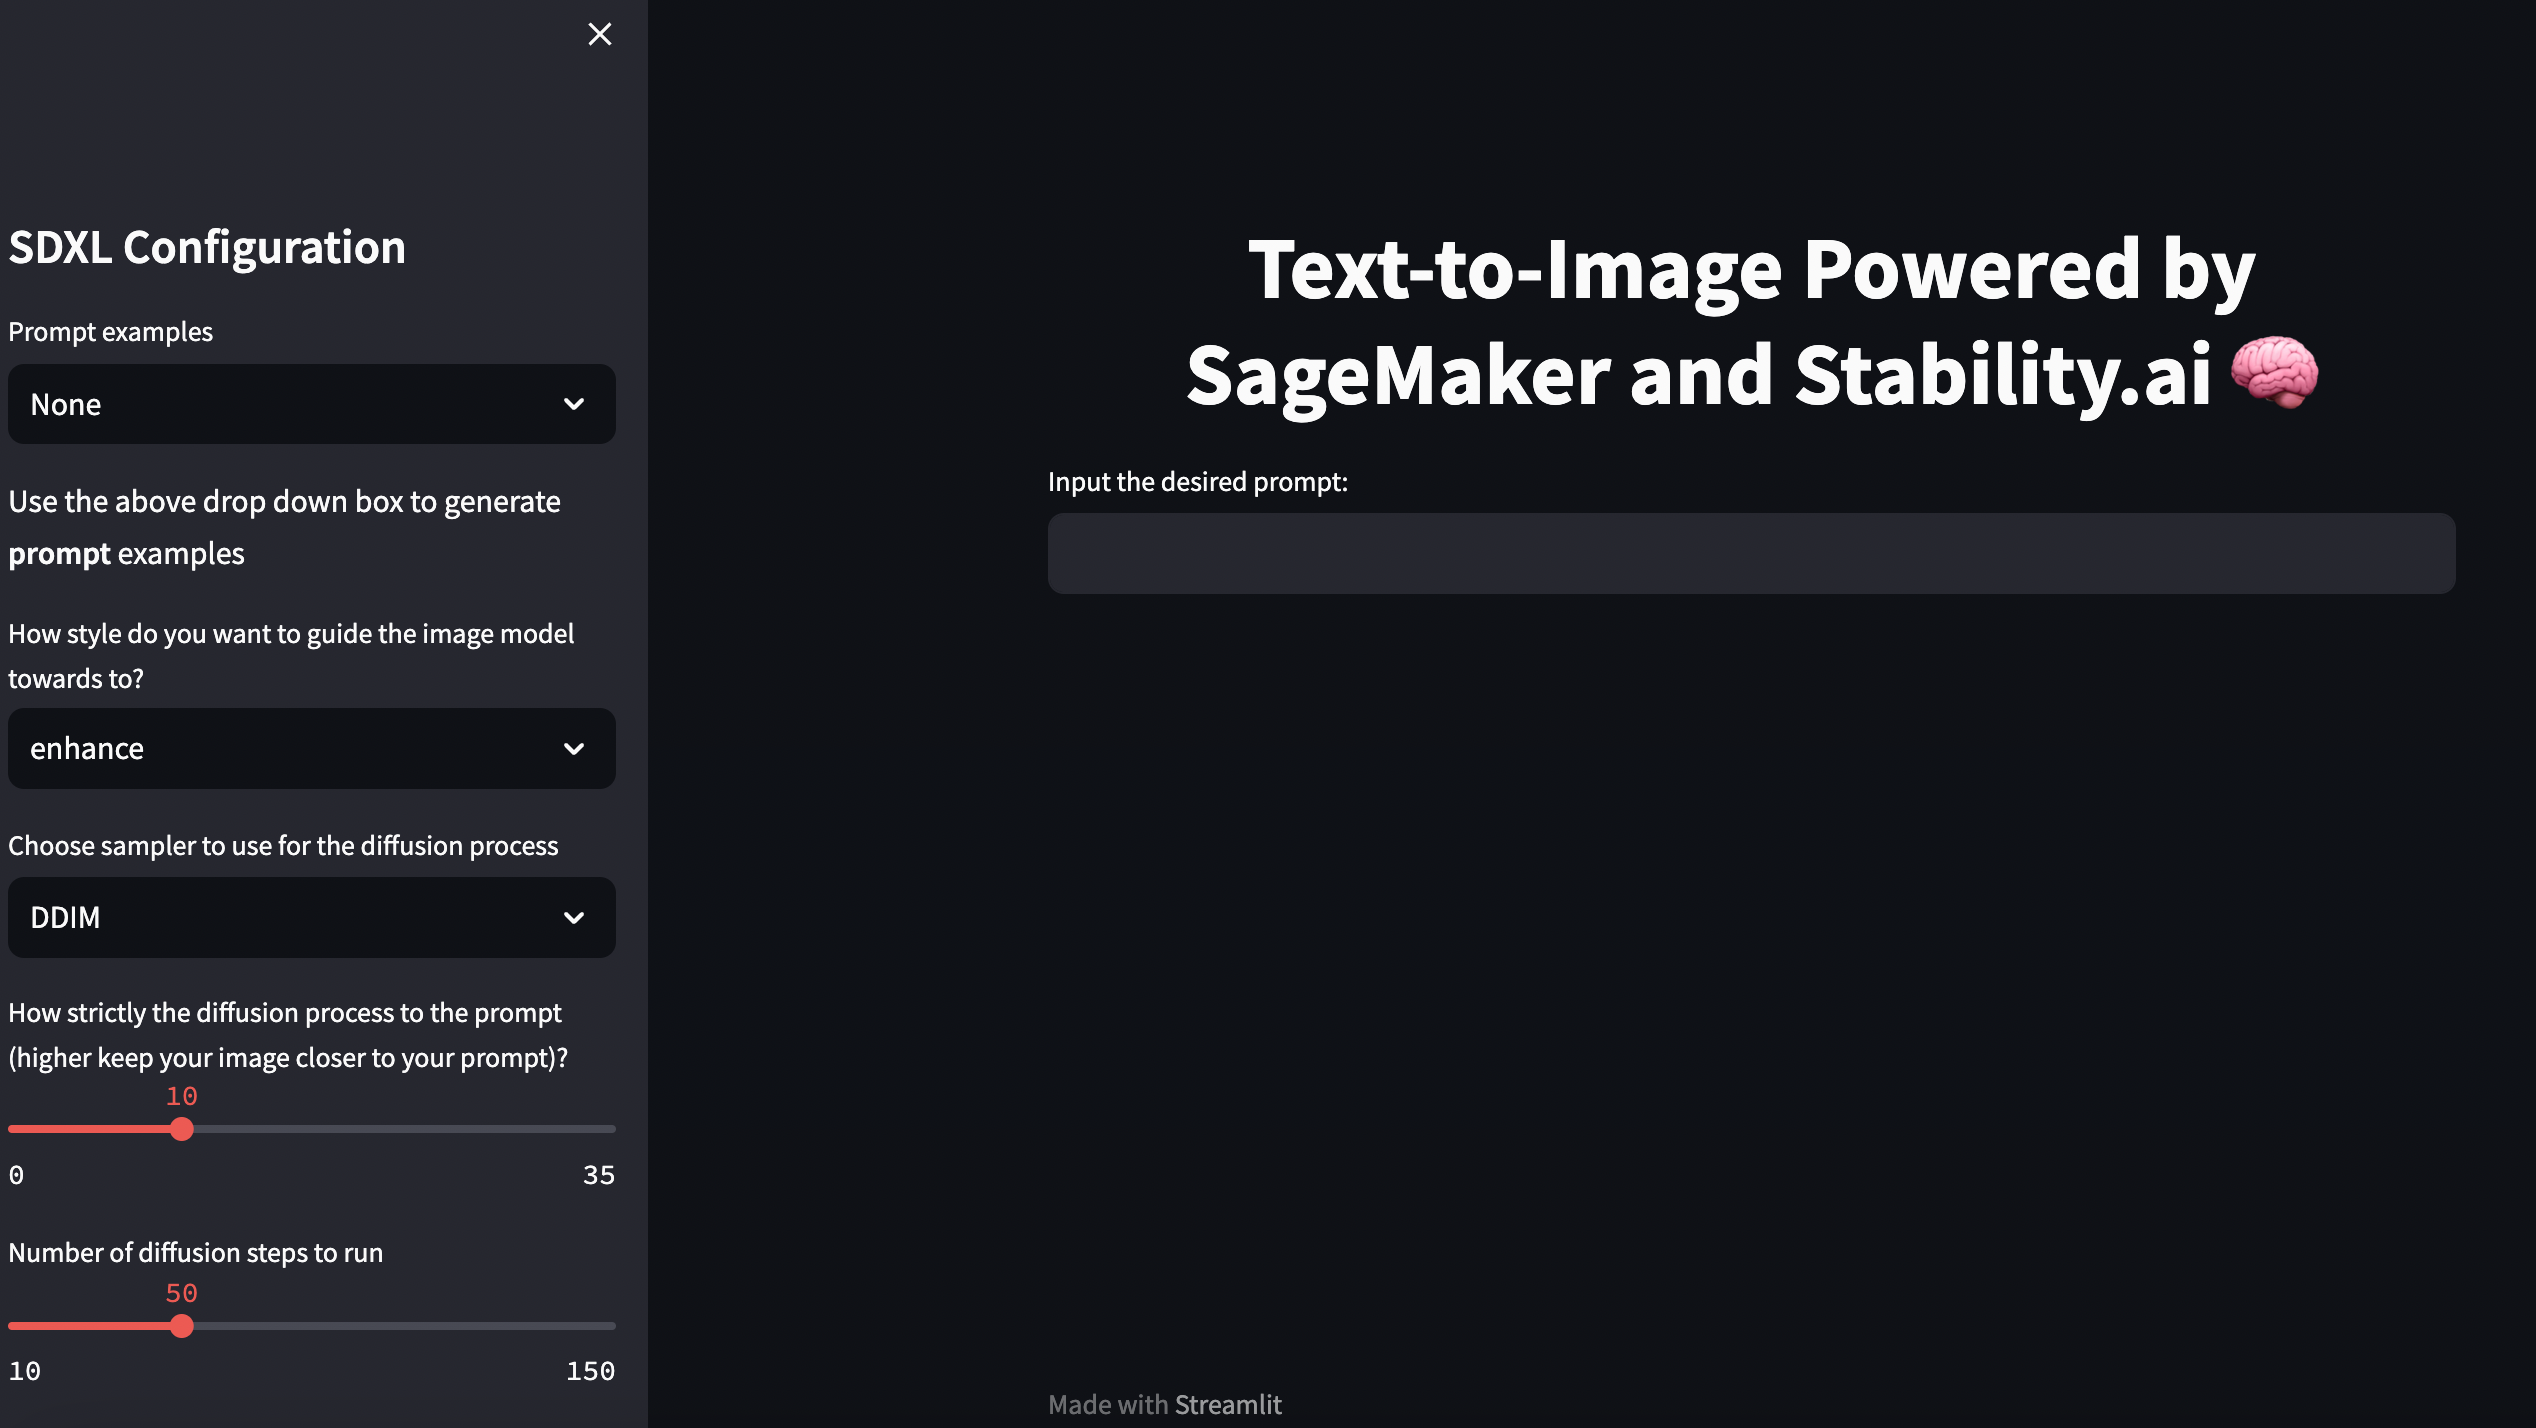 SDXL Configuration
Prompt examples
None
Use the above drop down box to generate
prompt examples
How style do you want to guide the image model
towards to?
enhance
Choose sampler to use for the diffusion process
DDIM
How strictly the diffusion process to the prompt
(higher keep your image closer to your prompt)?
10
0 35
Number of diffusion steps to run
50
10 150
Text-to-Image Powered by
SageMaker and Stability.ai
Input the desired prompt:
Made with Streamlit